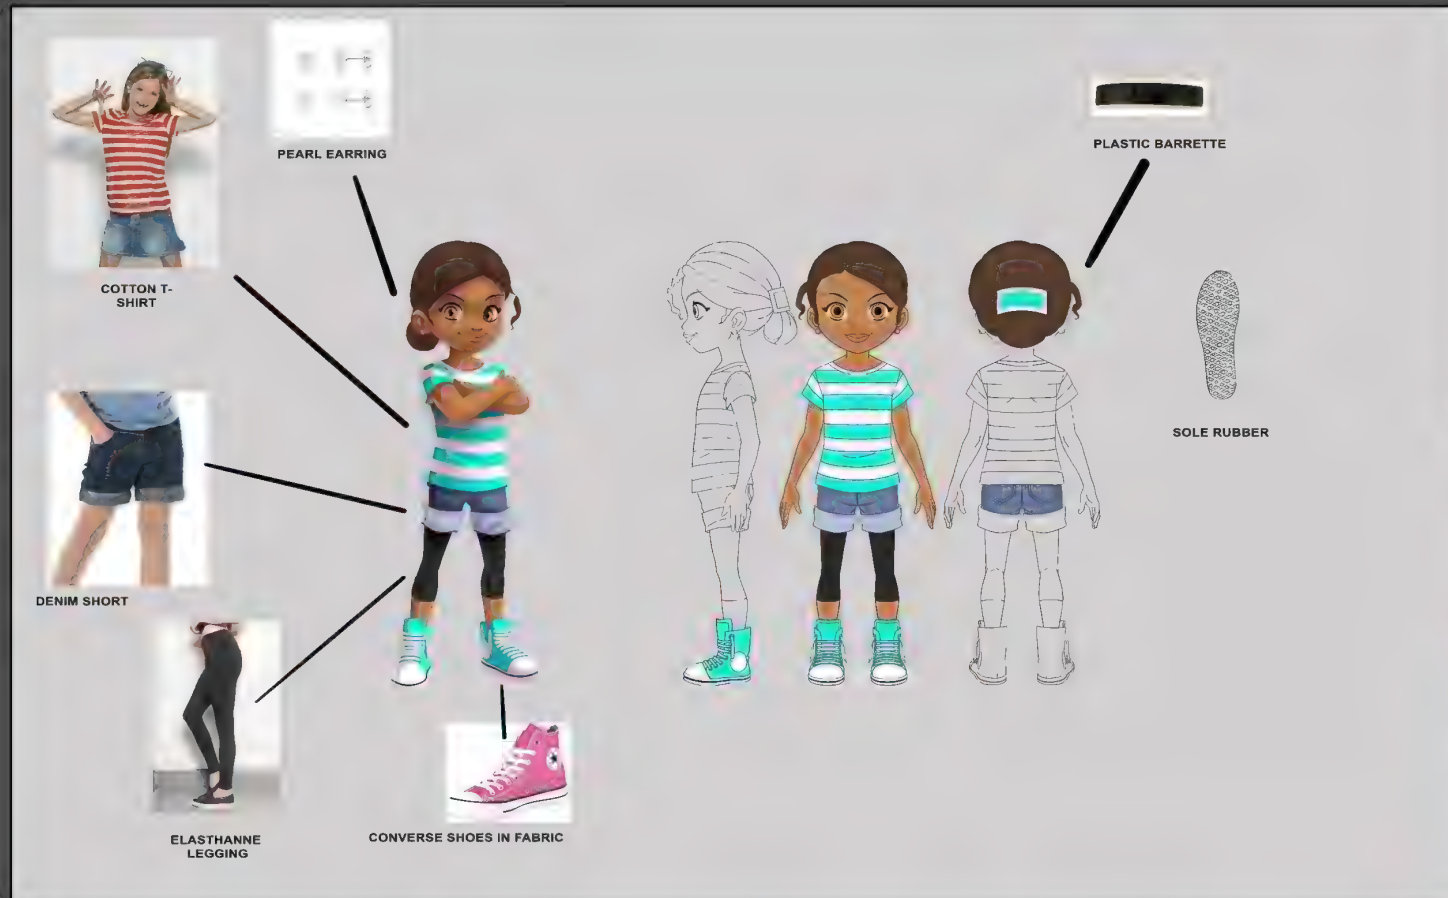 PEARL EARRING
PLASTIC BARRETTE
COTTON T-
SHIRT
SOLE RUBBER
DENIM SHORT
ELASTHANNE
LEGGING
CONVERSE SHOES IN FABRIC